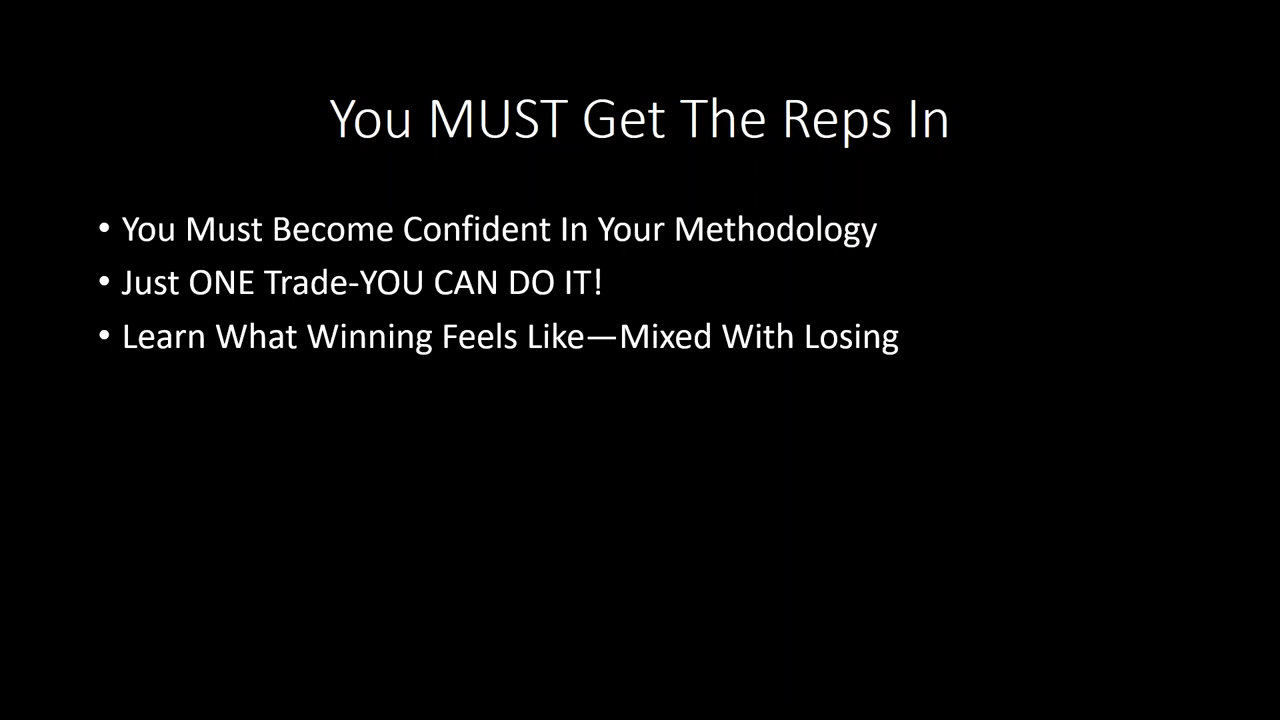 You MUST Get The Reps In
• You Must Become Confident In Your Methodology
• Just ONE Trade-YOU CAN DO IT!
• Learn What Winning Feels Like—Mixed With Losing